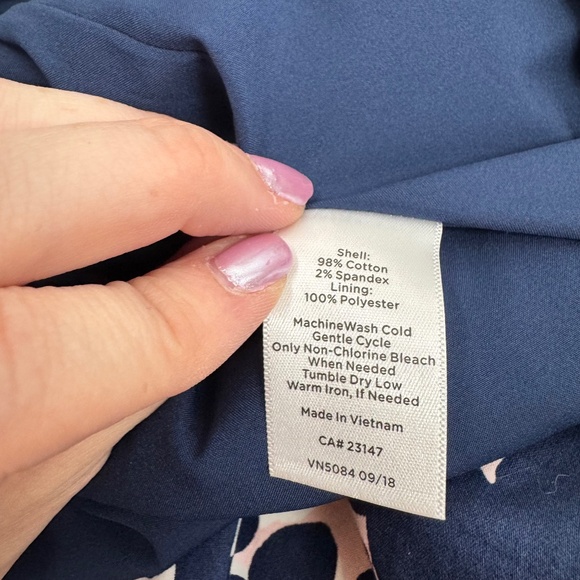 Shell:
98% Cotton
2% Spandex
Lining:
100% Polyester
MachineWash Cold
Gentle Cycle
Only Non-Chlorine Bleach
When Needed
Tumble Dry Low
Warm Iron, If Needed
Made In Vietnam
CA# 23147
VN5084 09/18